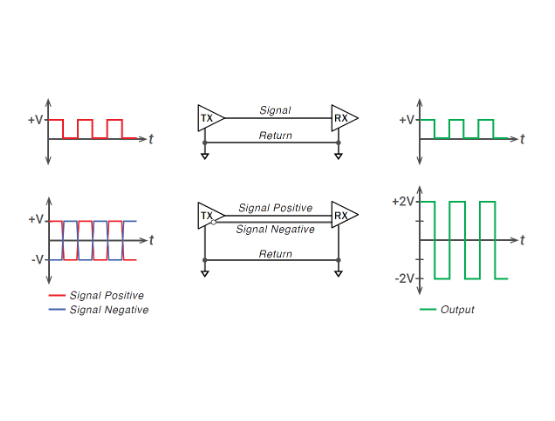 +V
t
TX
Signal
RX
Return
+V
t
+V
-V
t
Signal Positive
Signal Negative
TX
Signal Positive
Signal Negative
RX
Return
+2V
-2V
t
Output